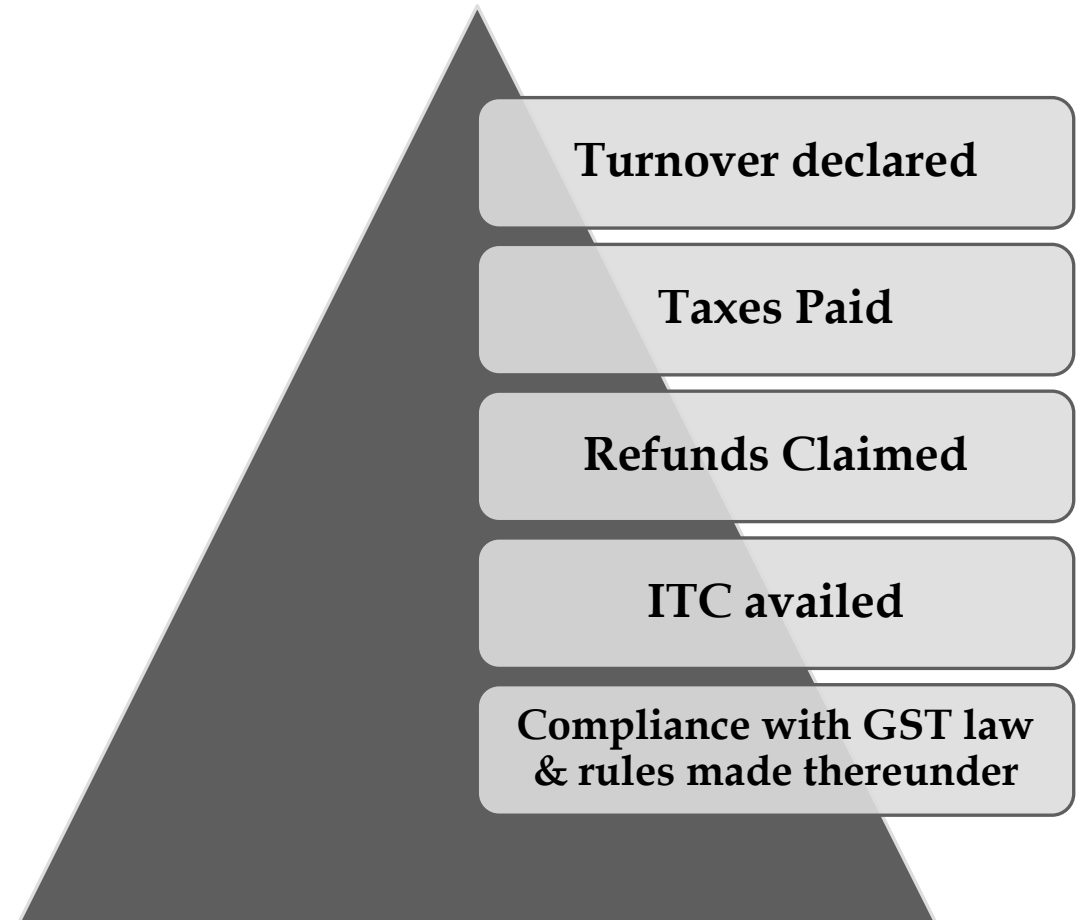 Turnover declared
Taxes Paid
Refunds Claimed
ITC availed
Compliance with GST law
& rules made thereunder